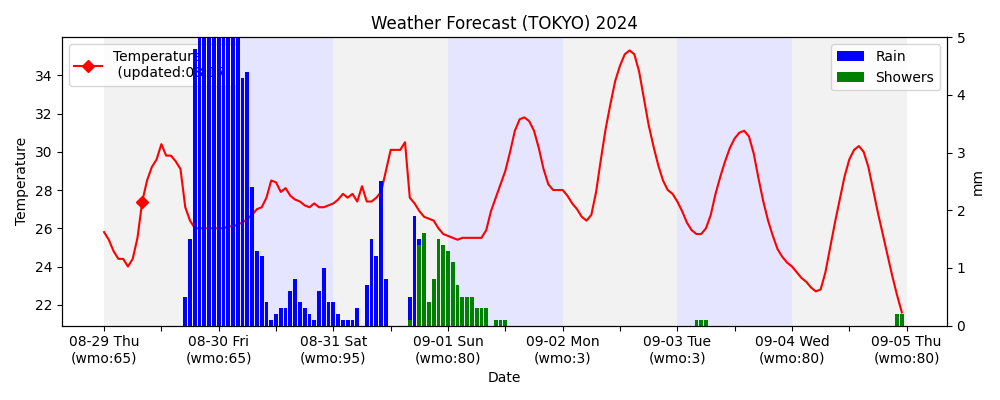 Weather Forecast (TOKYO) 2024
Temperature
(updated:08
Rain
Showers
Temperature
34
32
30
28
26
24
22
5
4
3
2
1
0
mm
08-29 Thu
(wmo:65)
08-30 Fri
(wmo:65)
08-31 Sat
(wmo:95)
09-01 Sun
(wmo:80)
09-02 Mon
(wmo:3)
09-03 Tue
(wmo:3)
09-04 Wed
(wmo:80)
09-05 Thu
(wmo:80)
Date